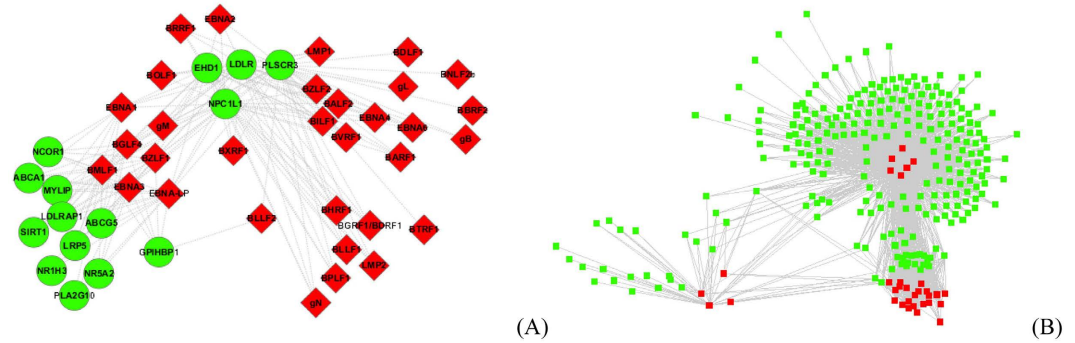 EBNA2
BRRF1
LMP1
BDLF1
LDLR
EHD1
PLSCR3
BOLF1
BNLF2b
BZLF2
gL
NPC1L1
BALF2
EBNA1
BBRF2
BILF1
EBNA4
gM
EBNA6
BVRF1
gB
BGLF4
NCOR1
BXRF1
BARF1
BZLF1
BMLF1
ABCA1
MYLIP
EBNA3
EBNA-LP
LDLRAP1
BHRF1
ABCG5
BLLF2
BGRF1/BDRF1
BTRF1
SIRT1
LRP5
BLLF1
GPIHBP1
LMP2
NR1H3
NR5A2
BPLF1
PLA2G10
gN
(A)
(B)